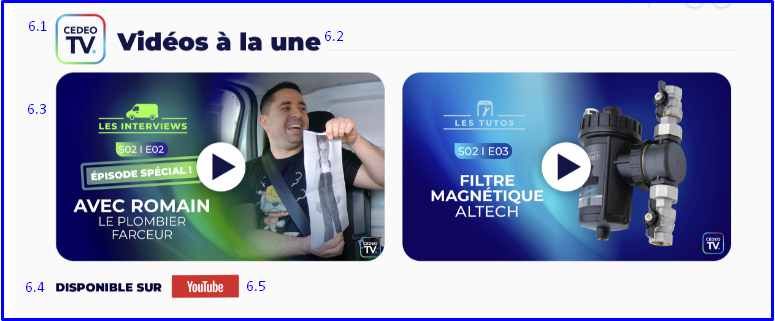 6.1
CEDEO
TV.
Vidéos à la une
6.2
6.3
LES INTERVIEWS
S02 I E02
ÉPISODE SPÉCIAL !
AVEC ROMAIN
LE PLOMBIER
FARCEUR
CEDEO
TV.
LES TUTOS
S02 I E03
FILTRE
MAGNÉTIQUE
ALTECH
CEDEO
TV.
6.4
DISPONIBLE SUR
YouTube
6.5